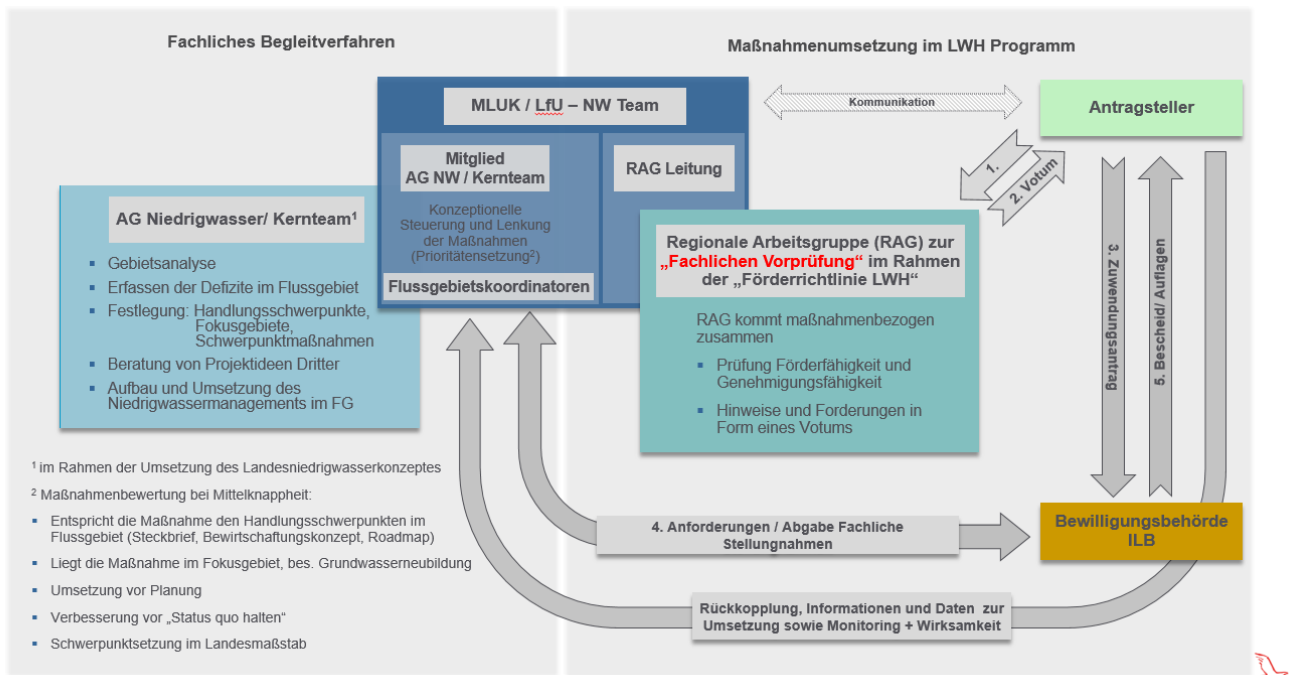 Fachliches Begleitverfahren
Maßnahmenumsetzung im LWH Programm
MLUK / LfU – NW Team
Mitglied
AG NW / Kernteam
Konzeptionelle
Steuerung und Lenkung
der Maßnahmen
(Prioritätensetzung²)
Flussgebietskoordinatoren
RAG Leitung
Kommunikation
Antragsteller
1.
2. Votum
3. Zuwendungsantrag
5. Bescheid/ Auflagen
AG Niedrigwasser/ Kernteam¹
▪ Gebietsanalyse
▪ Erfassen der Defizite im Flussgebiet
▪ Festlegung: Handlungsschwerpunkte,
Fokusgebiete,
Schwerpunktmaßnahmen
▪ Beratung von Projektideen Dritter
▪ Aufbau und Umsetzung des
Niedrigwassermanagements im FG
Regionale Arbeitsgruppe (RAG) zur
„Fachlichen Vorprüfung“ im Rahmen
der „Förderrichtlinie LWH“
RAG kommt maßnahmenbezogen
zusammen
▪ Prüfung Förderfähigkeit und
Genehmigungsfähigkeit
▪ Hinweise und Forderungen in
Form eines Votums
¹ im Rahmen der Umsetzung des Landesniedrigwasserkonzeptes
² Maßnahmenbewertung bei Mittelknappheit:
▪ Entspricht die Maßnahme den Handlungsschwerpunkten im
Flussgebiet (Steckbrief, Bewirtschaftungskonzept, Roadmap)
▪ Liegt die Maßnahme im Fokusgebiet, bes. Grundwasserneubildung
▪ Umsetzung vor Planung
▪ Verbesserung vor „Status quo halten“
▪ Schwerpunktsetzung im Landesmaßstab
4. Anforderungen / Abgabe Fachliche
Stellungnahmen
Bewilligungsbehörde
ILB
Rückkopplung, Informationen und Daten zur
Umsetzung sowie Monitoring + Wirksamkeit